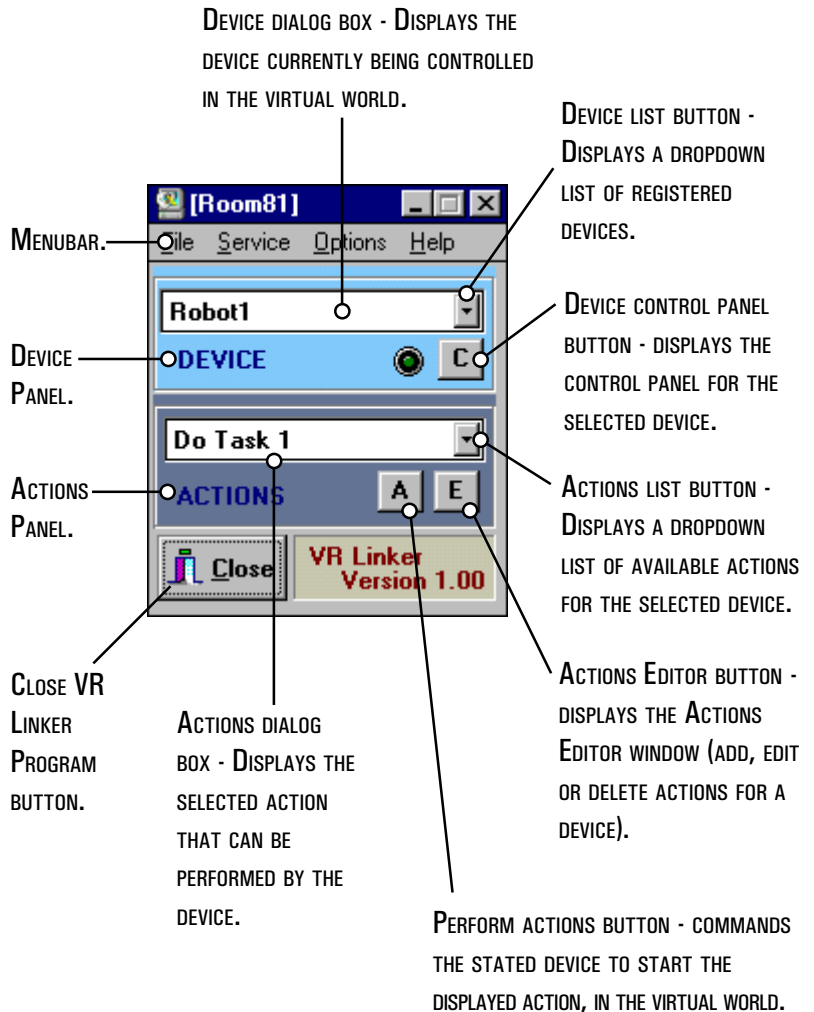 Device dialog box - Displays the
device currently being controlled
in the virtual world.
Device list button -
Displays a dropdown
list of registered
devices.
[Room81]
Menubar.
File Service Options Help
Robot1
Device control panel
button - displays the
control panel for the
selected device.
Device
Panel.
DEVICE
C
Do Task 1
Actions
Panel.
ACTIONS
A E
Actions list button -
Displays a dropdown
list of available actions
for the selected device.
Close
VR Linker
Version 1.00
Close VR
Linker
Program
button.
Actions dialog
box - Displays the
selected action
that can be
performed by the
device.
Actions Editor button -
displays the Actions
Editor window (add, edit
or delete actions for a
device).
Perform actions button - commands
the stated device to start the
displayed action, in the virtual world.